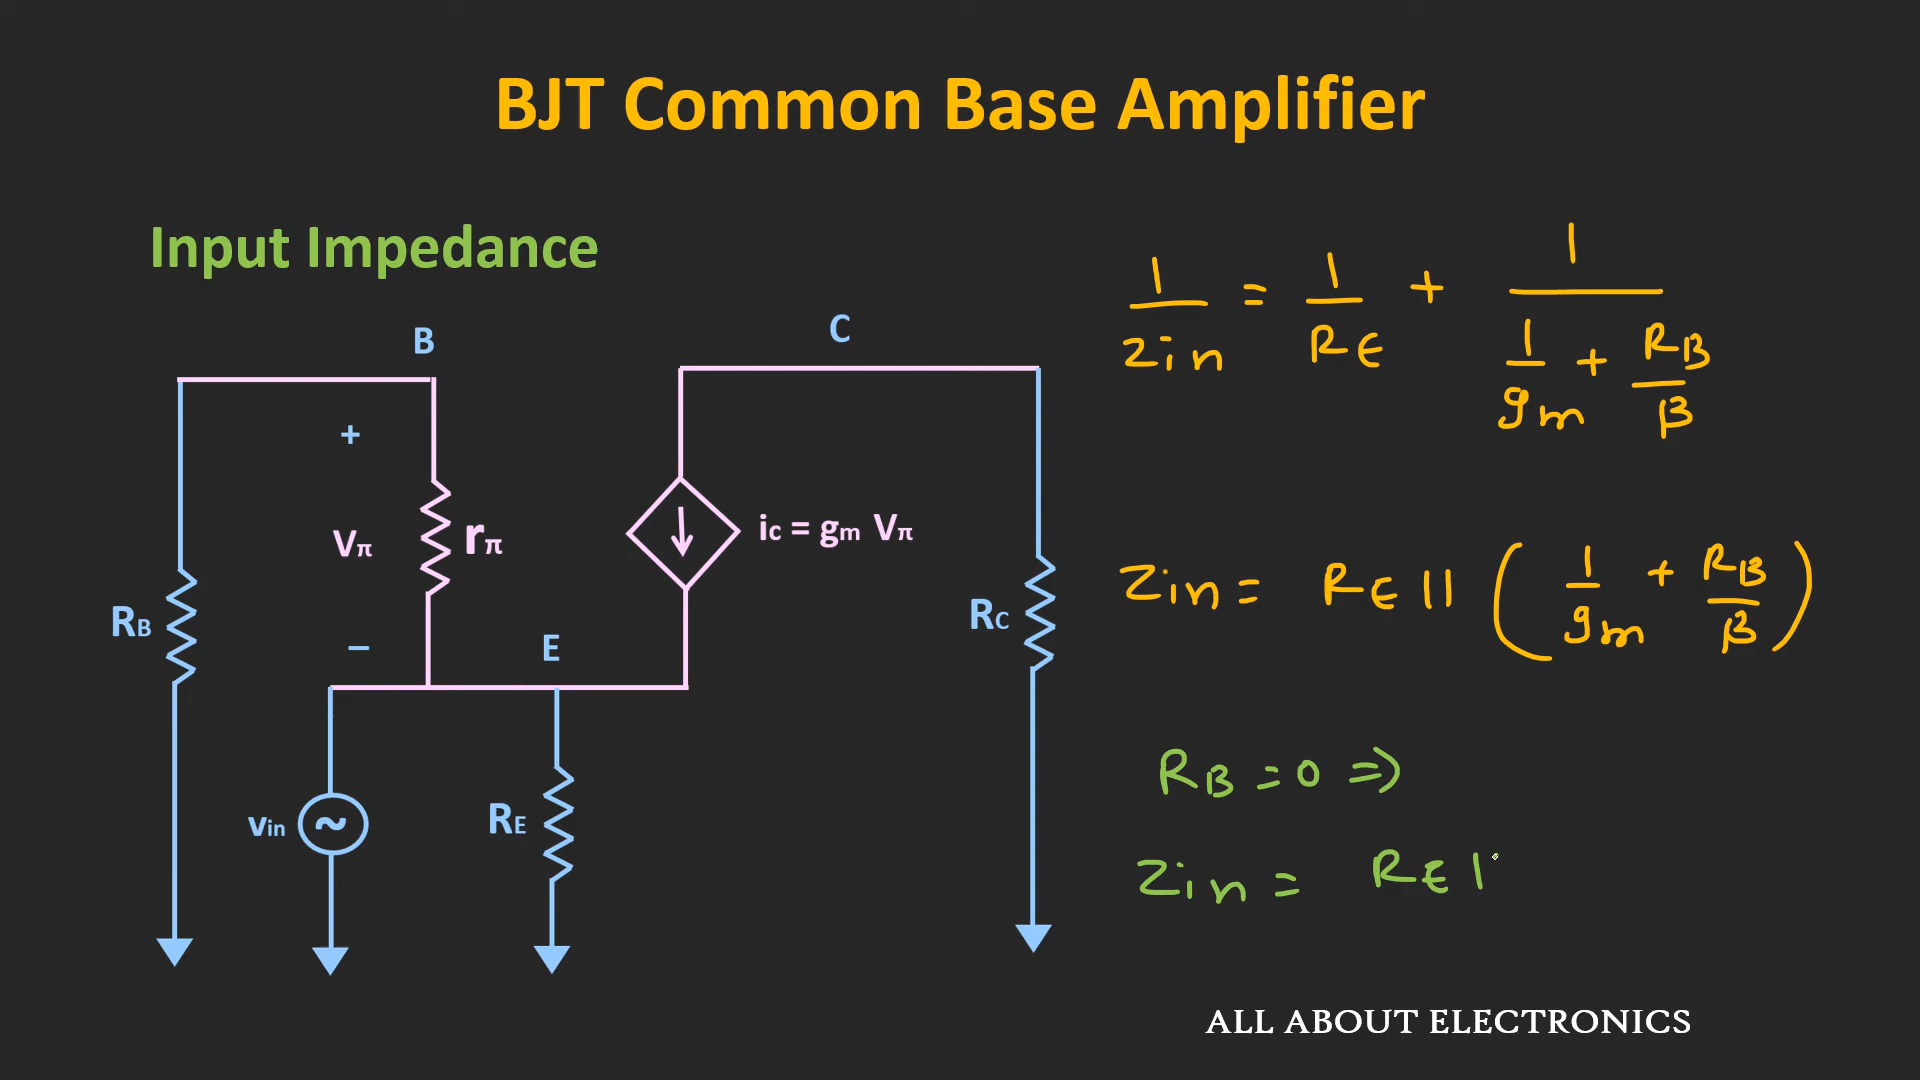 BJT Common Base Amplifier
Input Impedance
B
C
+
Vπ
rπ
ic = gm Vπ
RB
RC
–
E
vin
~
RE
1/zin = 1/RE + 1/(1/gm + RB/β)
Zin = RE || (1/gm + RB/β)
RB = 0 ⇒
Zin = RE |
ALL ABOUT ELECTRONICS